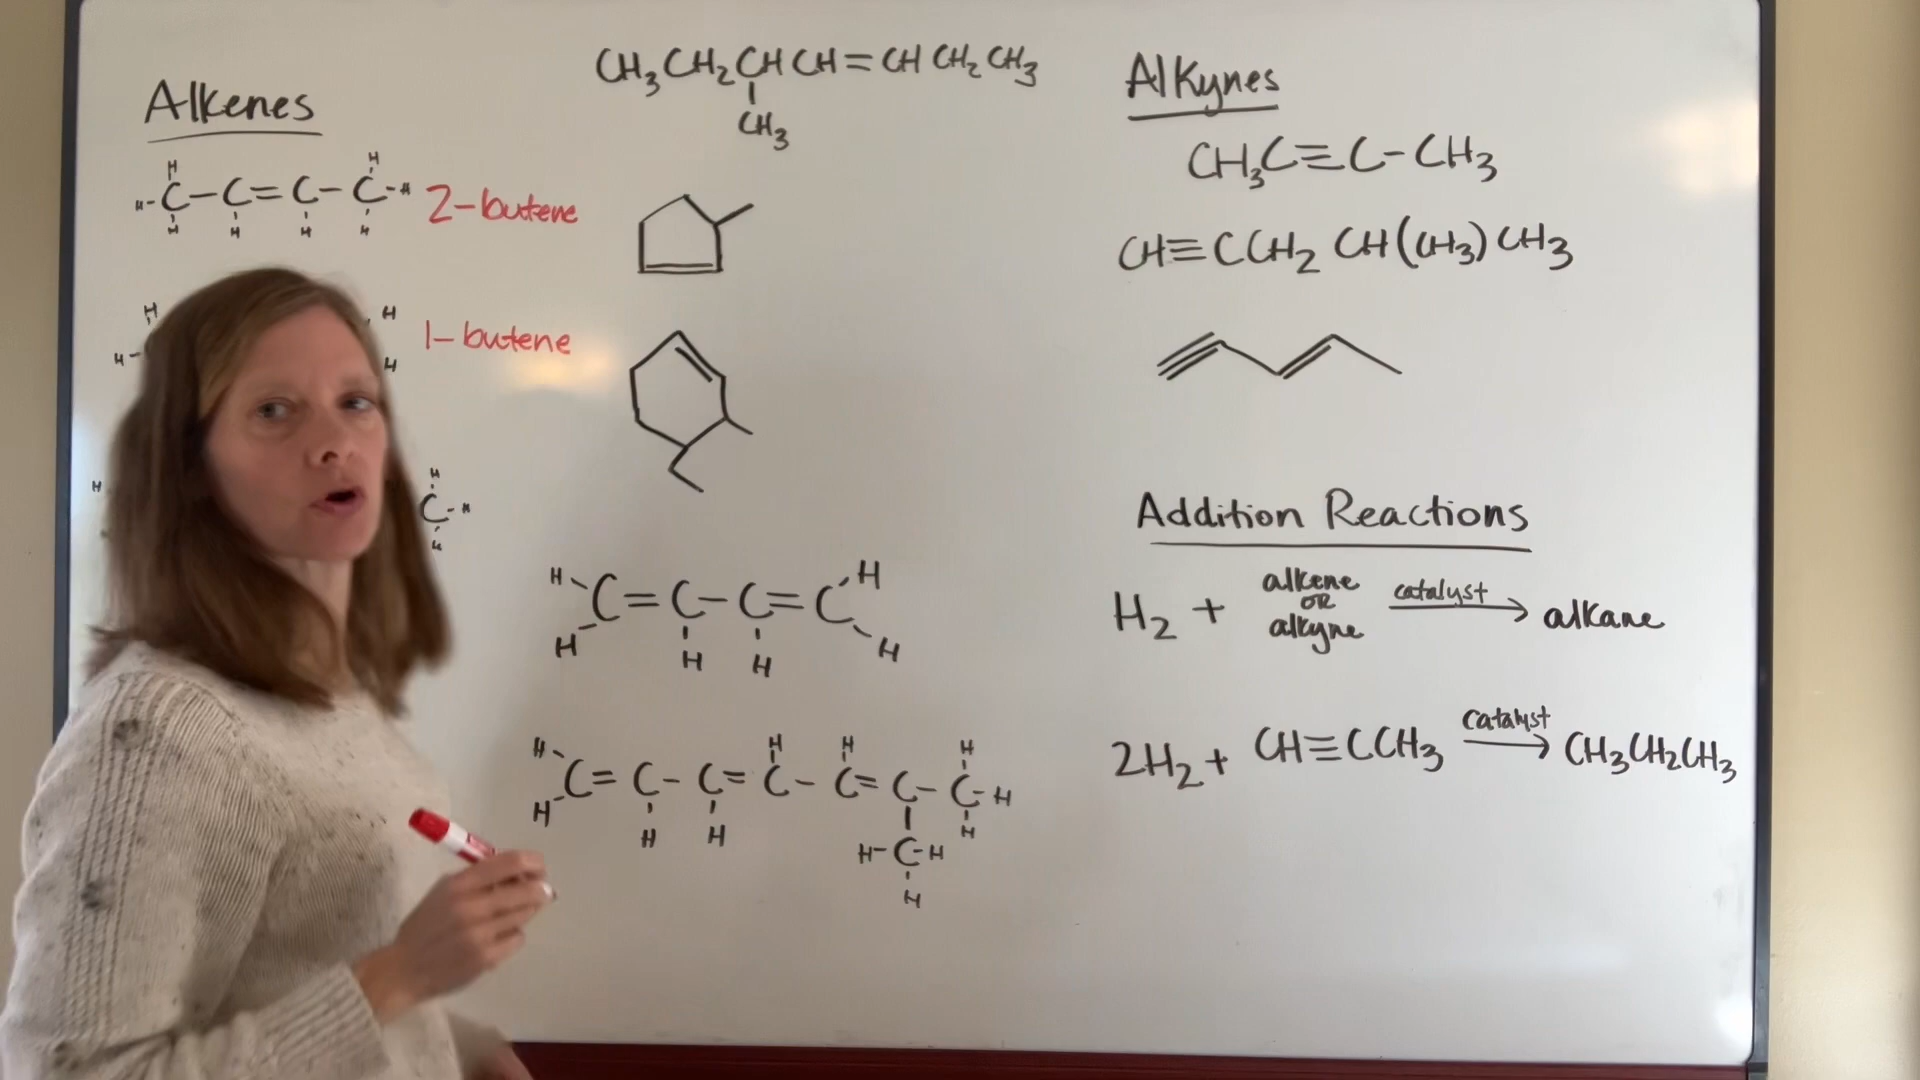 Alkenes
H H
H-C-C=C-C-H
H H H H
2-butene
H H
H- H
1-butene
H H
C-H
H
CH3CH2CHCH=CHCH2CH3
CH3
H H
C=C-C=C
H H H H
H H H H
C=C-C=C-C=C-C-H
H H H H
H-C-H
H
Alkynes
CH3C≡C-CH3
CH≡CCH2CH(CH3)CH3
Addition Reactions
H2 + alkene OR alkyne catalyst → alkane
2H2 + CH≡CCH3 catalyst → CH3CH2CH3